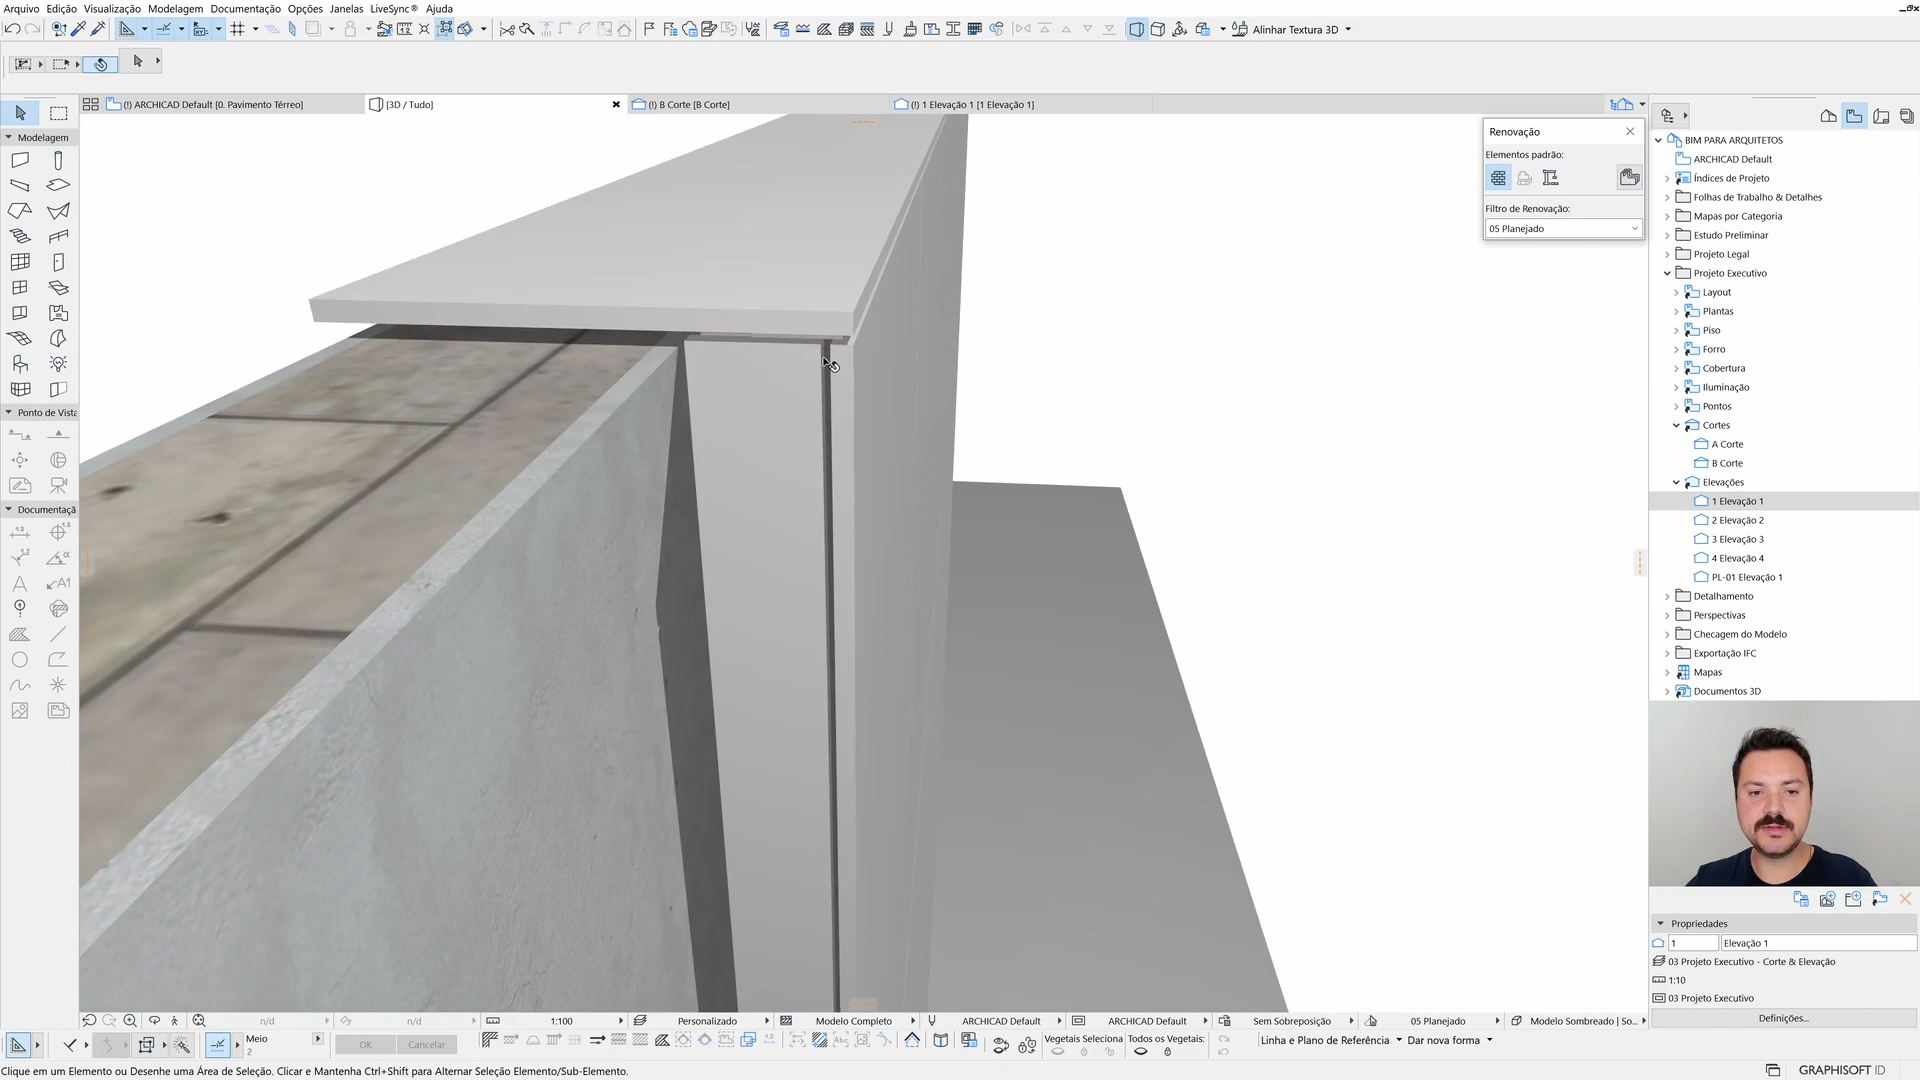 Arquivo Edição Visualização Modelagem Documentação Opções Janelas LiveSync® Ajuda
Alinhar Textura 3D
(!) ARCHICAD Default [0. Pavimento Térreo]
[3D / Tudo]
(!) B Corte [B Corte]
(!) 1 Elevação 1 [1 Elevação 1]
Modelagem
Ponto de Vista
Documentaçã
Renovação
Elementos padrão:
Filtro de Renovação:
05 Planejado
BIM PARA ARQUITETOS
ARCHICAD Default
Índices de Projeto
Folhas de Trabalho & Detalhes
Mapas por Categoria
Estudo Preliminar
Projeto Legal
Projeto Executivo
Layout
Plantas
Piso
Forro
Cobertura
Iluminação
Pontos
Cortes
A Corte
B Corte
Elevações
1 Elevação 1
2 Elevação 2
3 Elevação 3
4 Elevação 4
PL-01 Elevação 1
Detalhamento
Perspectivas
Checagem do Modelo
Exportação IFC
Mapas
Documentos 3D
Propriedades
1 Elevação 1
03 Projeto Executivo - Corte & Elevação
1:10
03 Projeto Executivo
Definições...
n/d n/d 1:100 Personalizado Modelo Completo ARCHICAD Default ARCHICAD Default Sem Sobreposição 05 Planejado Modelo Sombreado | So...
Meio
2
OK Cancelar
Vegetais Seleciona Todos os Vegetais:
Linha e Plano de Referência Dar nova forma
Clique em um Elemento ou Desenhe uma Área de Seleção. Clicar e Mantenha Ctrl+Shift para Alternar Seleção Elemento/Sub-Elemento.
GRAPHISOFT ID